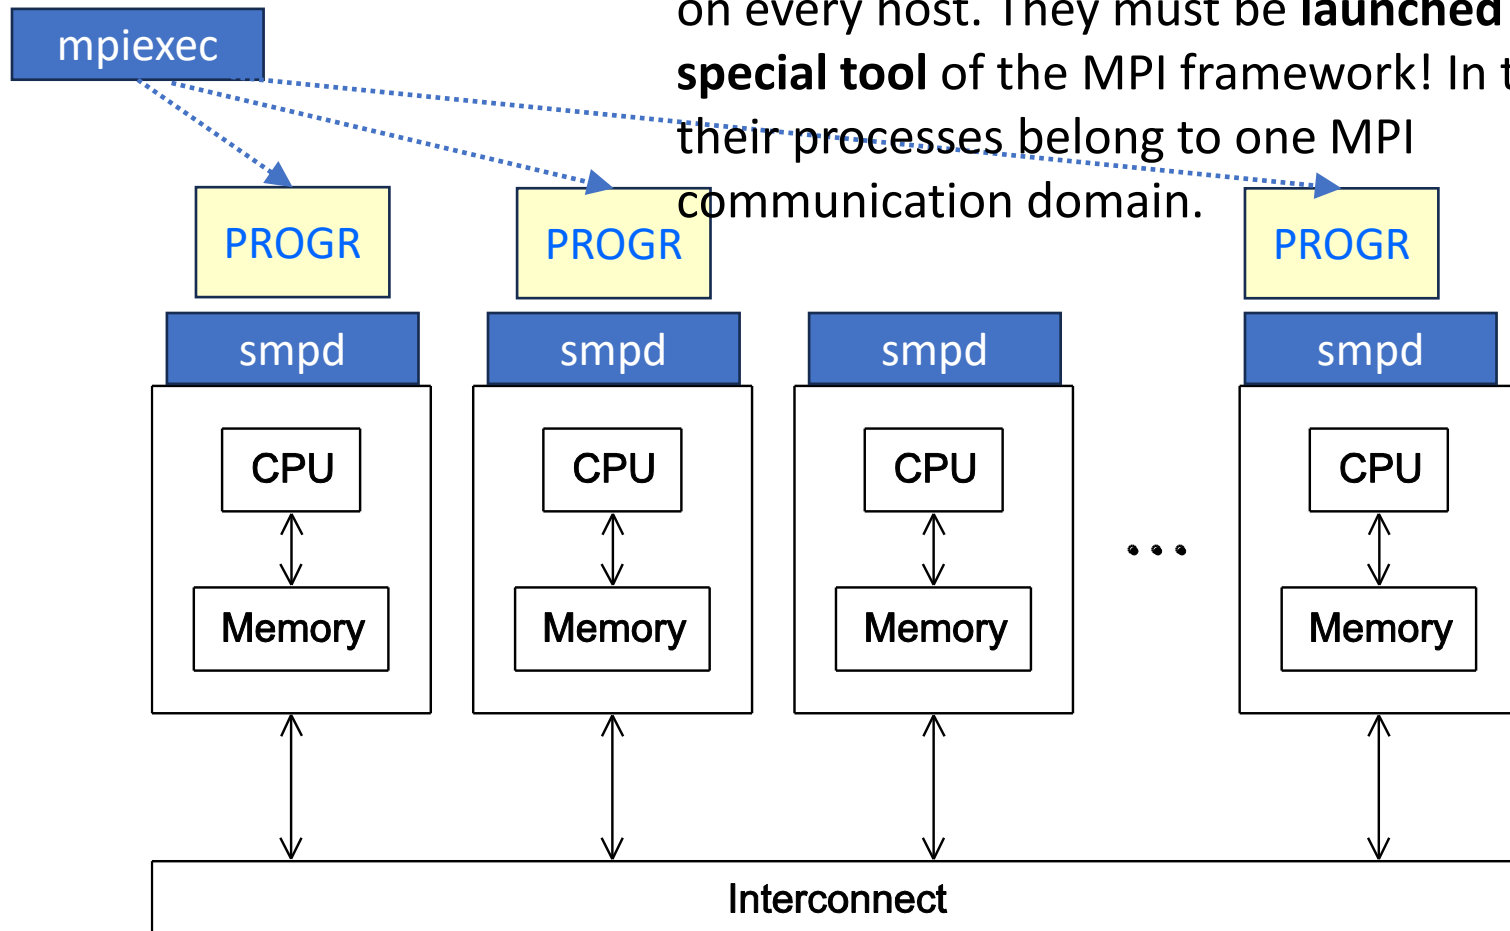 on every host. They must be launched
mpiexec
special tool of the MPI framework! In t
their processes belong to one MPI
communication domain.
PROGR PROGR PROGR
smpd smpd smpd smpd
CPU CPU CPU CPU
...
Memory Memory Memory Memory
Interconnect